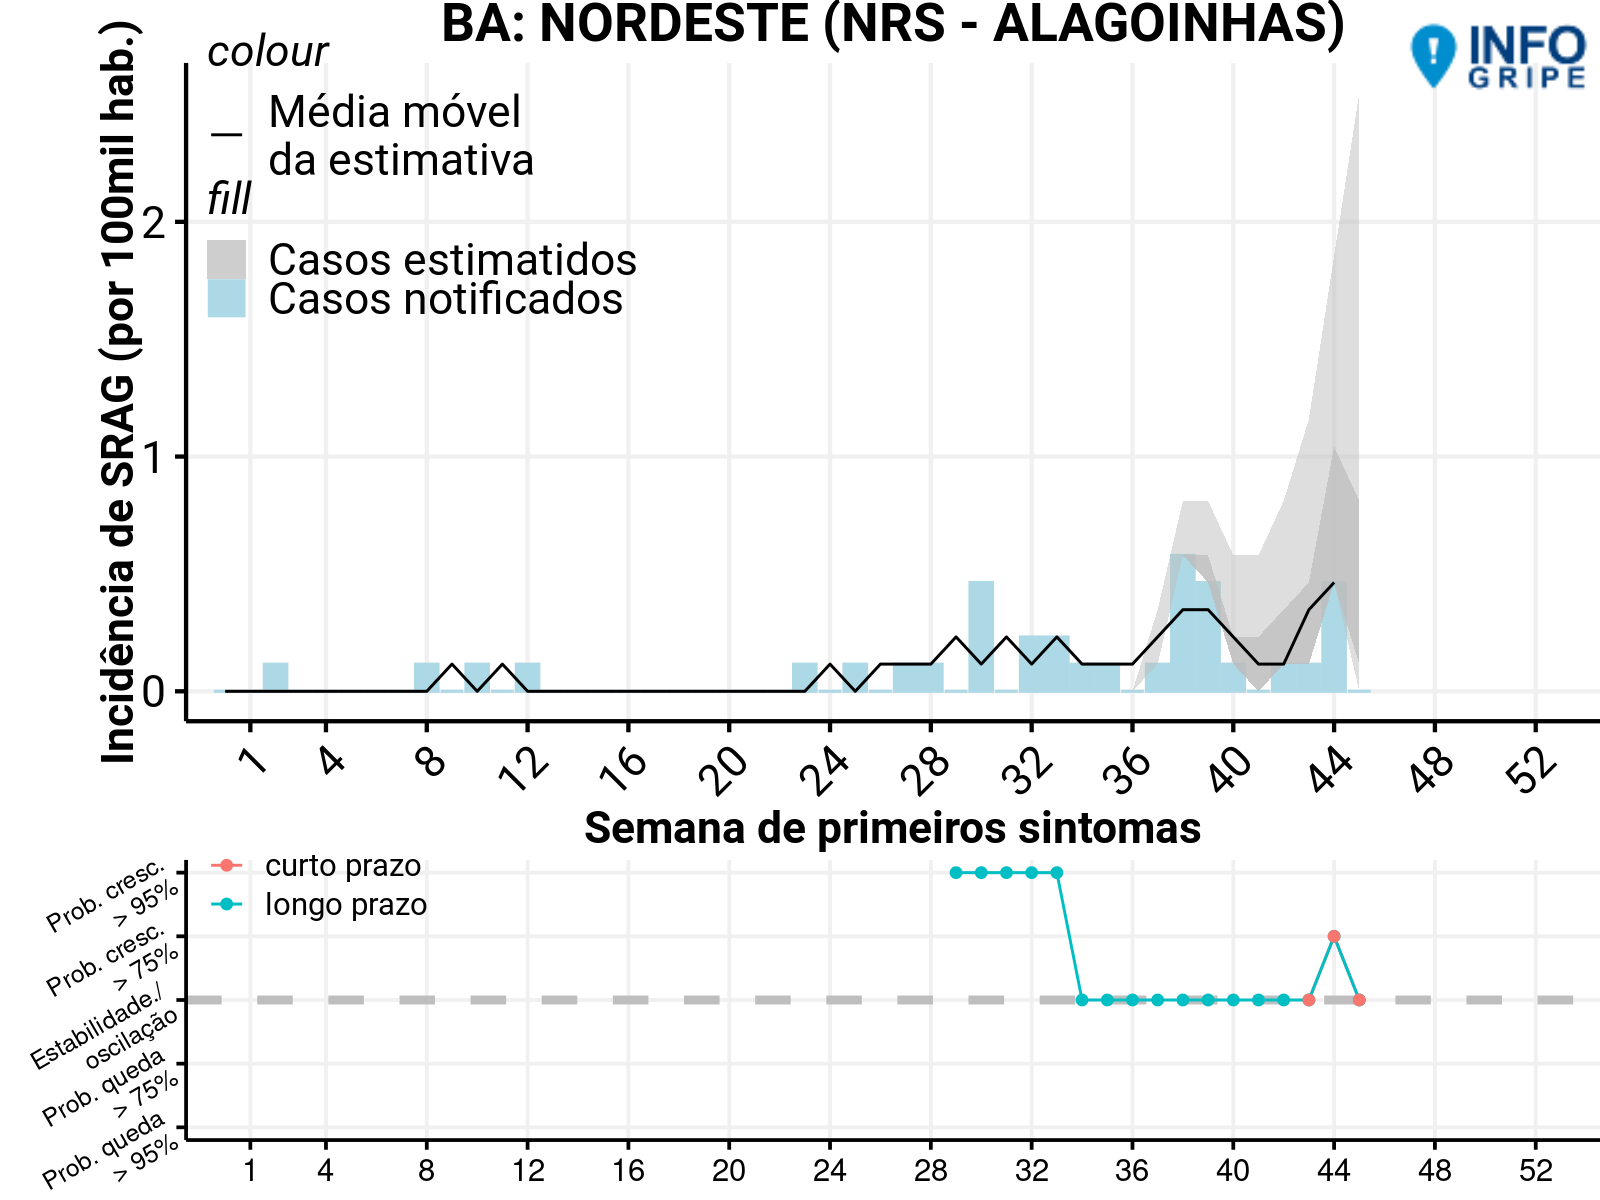 BA: NORDESTE (NRS - ALAGOINHAS)
INFO
GRIPE
colour
Média móvel
da estimativa
fill
Casos estimatidos
Casos notificados
Incidência de SRAG (por 100mil hab.)
2
1
0
1 4 8 12 16 20 24 28 32 36 40 44 48 52
Semana de primeiros sintomas
curto prazo
longo prazo
Prob. cresc.
> 95%
Prob. cresc.
> 75%
Estabilidade./
oscilação
Prob. queda
> 75%
Prob. queda
> 95%
1 4 8 12 16 20 24 28 32 36 40 44 48 52